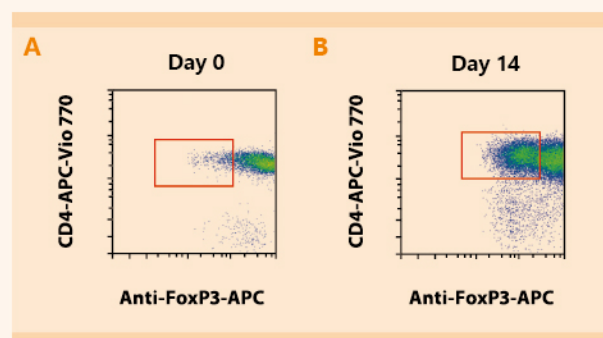 A
Day 0
CD4-APC-Vio 770
Anti-FoxP3-APC
B
Day 14
CD4-APC-Vio 770
Anti-FoxP3-APC